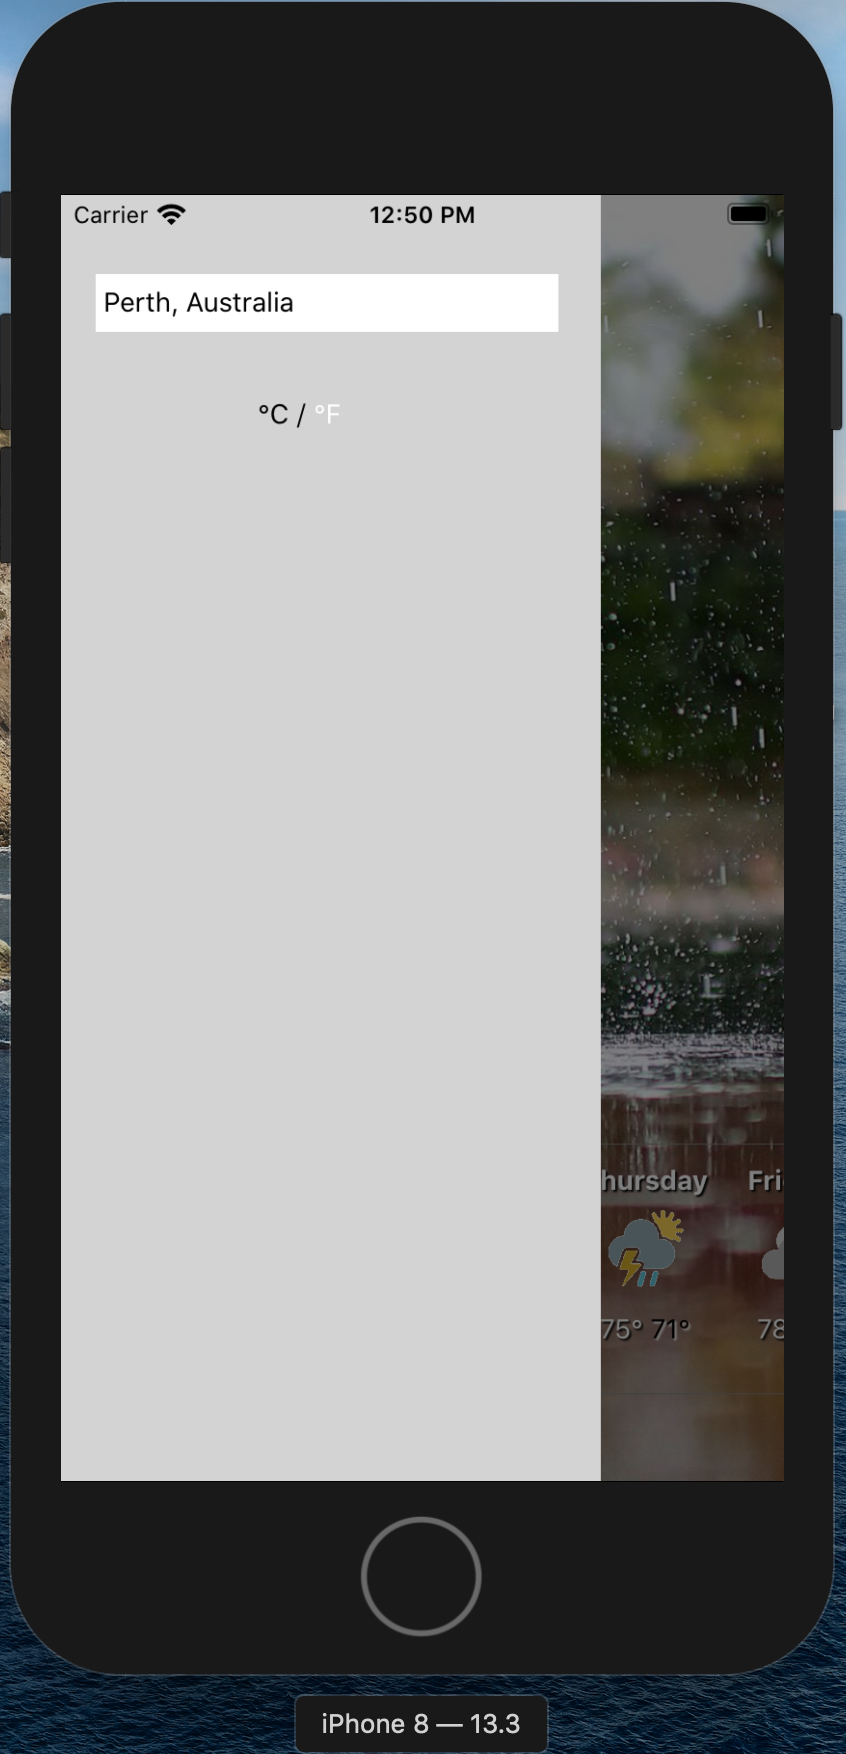 Carrier 12:50 PM
Perth, Australia
°C / °F
hursday Fri
75° 71° 78
iPhone 8 — 13.3